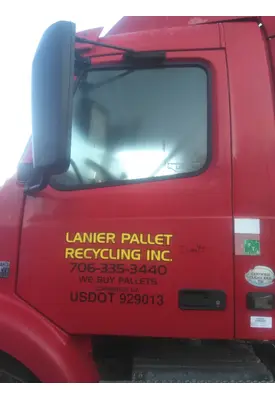 LANIER PALLET
RECYCLING INC.
706-335-3440
WE BUY PALLETS
USDOT 929013